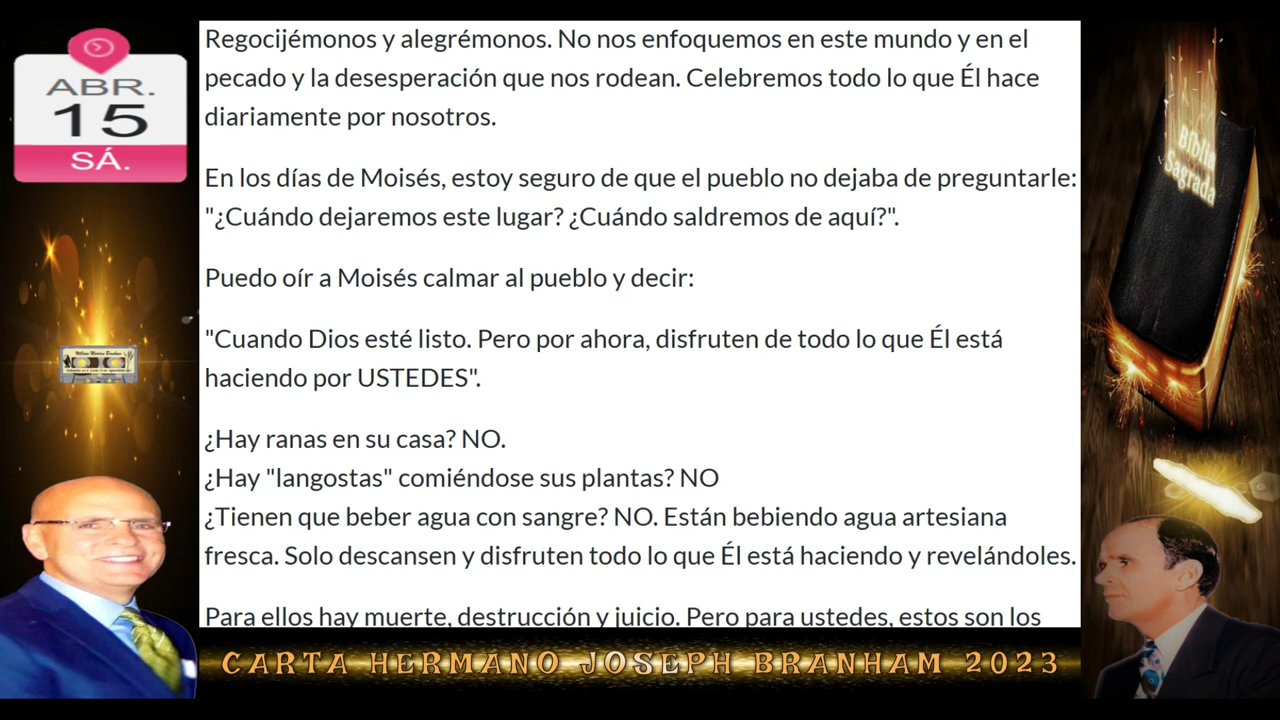 ABR.
15
SÁ.
Regocijémonos y alegrémonos. No nos enfoquemos en este mundo y en el
pecado y la desesperación que nos rodean. Celebremos todo lo que Él hace
diariamente por nosotros.
En los días de Moisés, estoy seguro de que el pueblo no dejaba de preguntarle:
"¿Cuándo dejaremos este lugar? ¿Cuándo saldremos de aquí?".
Puedo oír a Moisés calmar al pueblo y decir:
"Cuando Dios esté listo. Pero por ahora, disfruten de todo lo que Él está
haciendo por USTEDES".
¿Hay ranas en su casa? NO.
¿Hay "langostas" comiéndose sus plantas? NO
¿Tienen que beber agua con sangre? NO. Están bebiendo agua artesiana
fresca. Solo descansen y disfruten todo lo que Él está haciendo y revelándoles.
Para ellos hay muerte, destrucción y juicio. Pero para ustedes, estos son los
Bíblia
Sagrada
CARTA HERMANO JOSEPH BRANHAM 2023